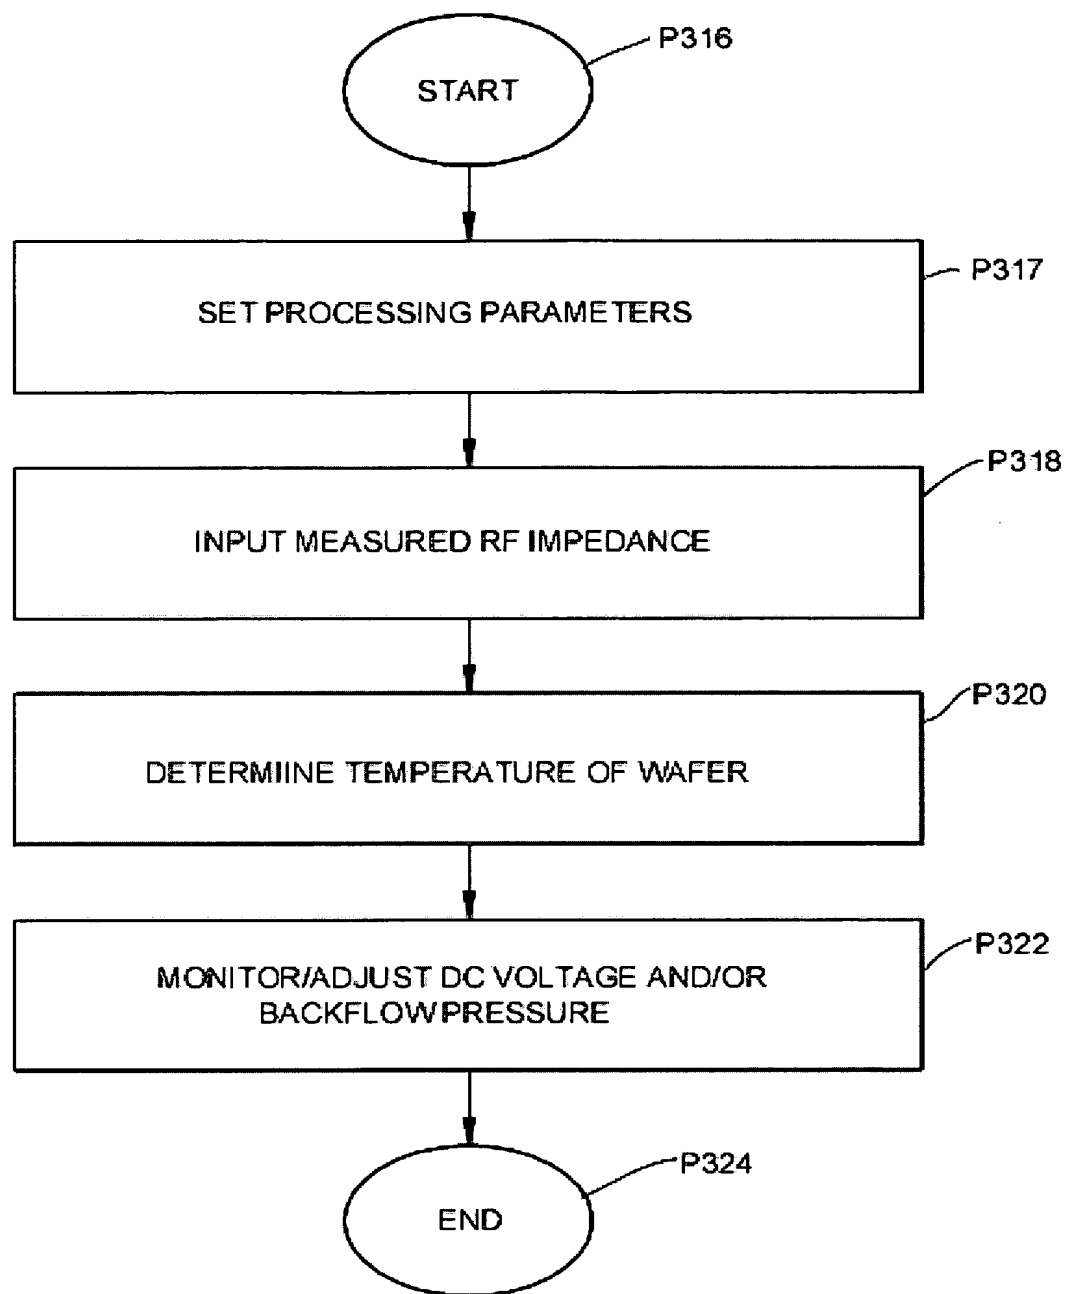 P316
START
P317
SET PROCESSING PARAMETERS
P318
INPUT MEASURED RF IMPEDANCE
P320
DETERMIINE TEMPERATURE OF WAFER
P322
MONITOR/ADJUST DC VOLTAGE AND/OR
BACKFLOW PRESSURE
P324
END